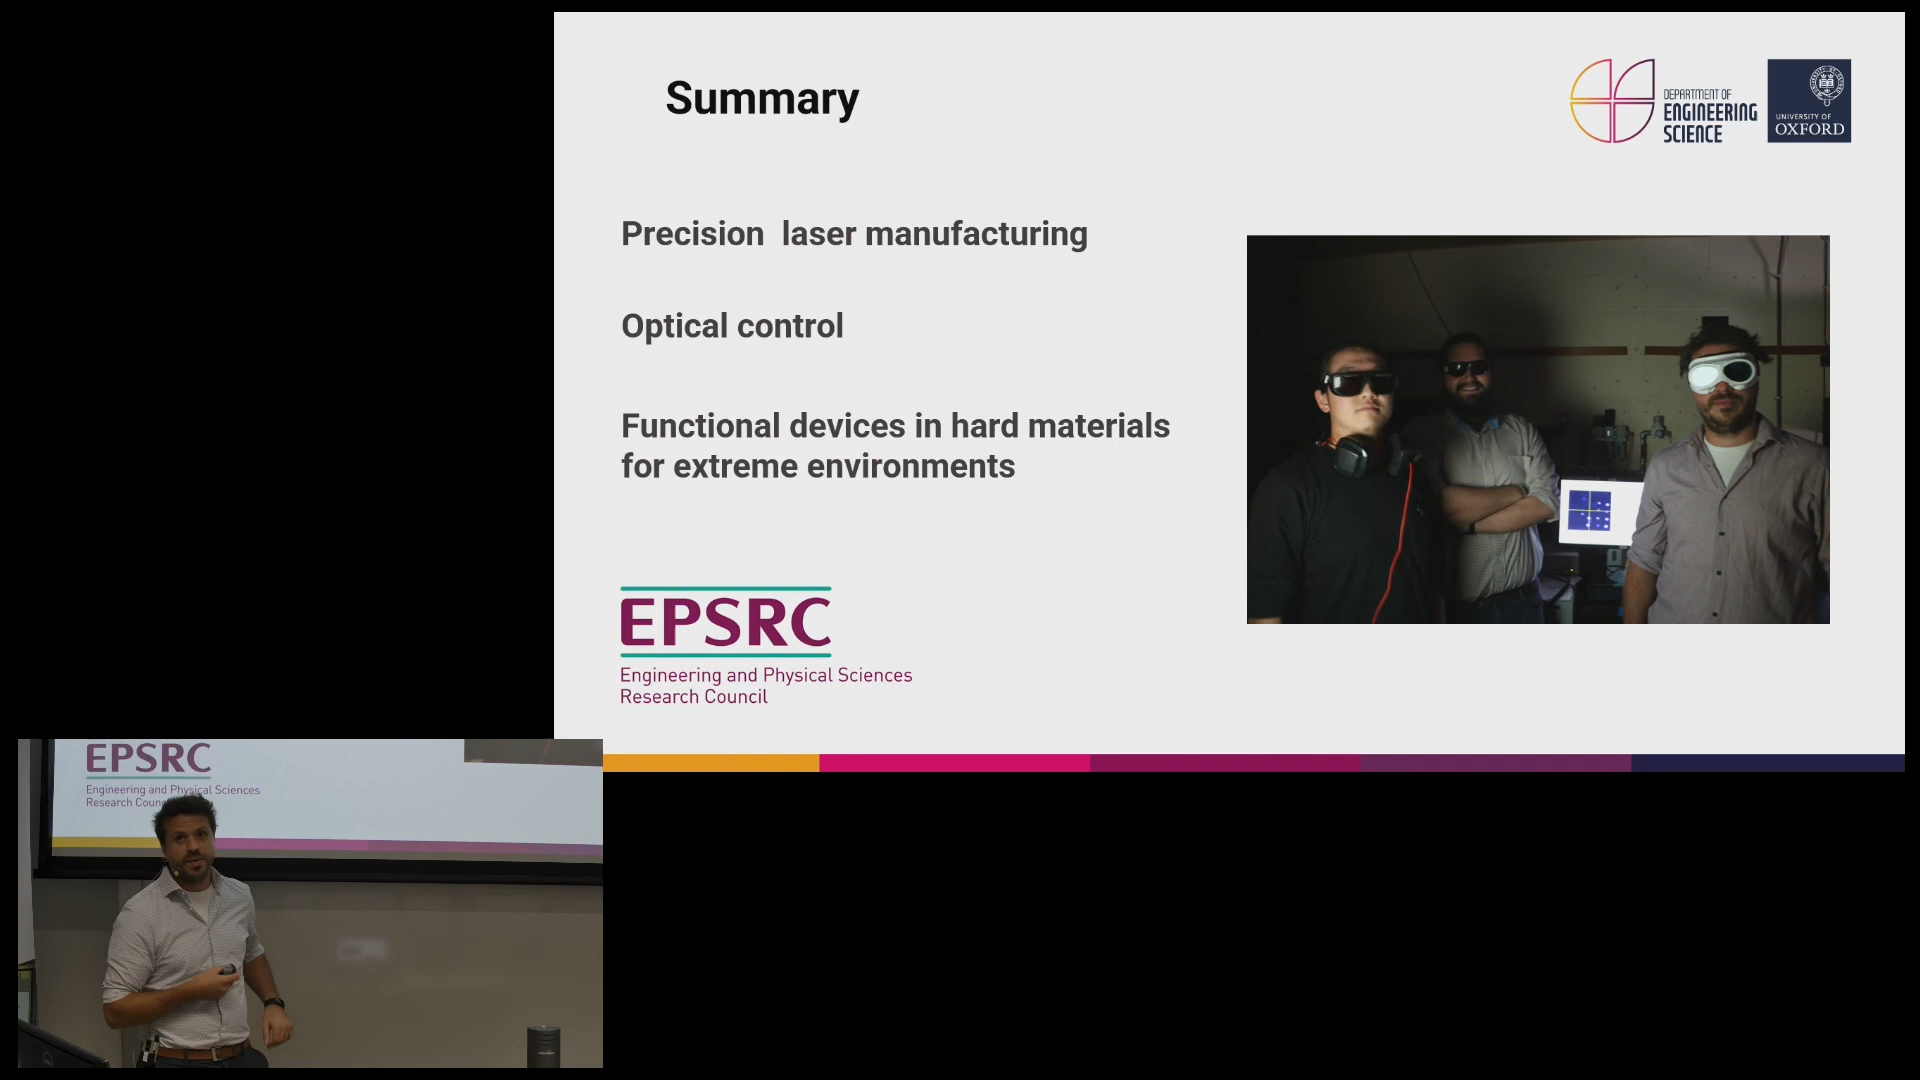 Summary
DEPARTMENT OF
ENGINEERING
SCIENCE
UNIVERSITY OF
OXFORD
Precision  laser manufacturing
Optical control
Functional devices in hard materials
for extreme environments
EPSRC
Engineering and Physical Sciences
Research Council
EPSRC
Engineering and Physical Sciences
Research